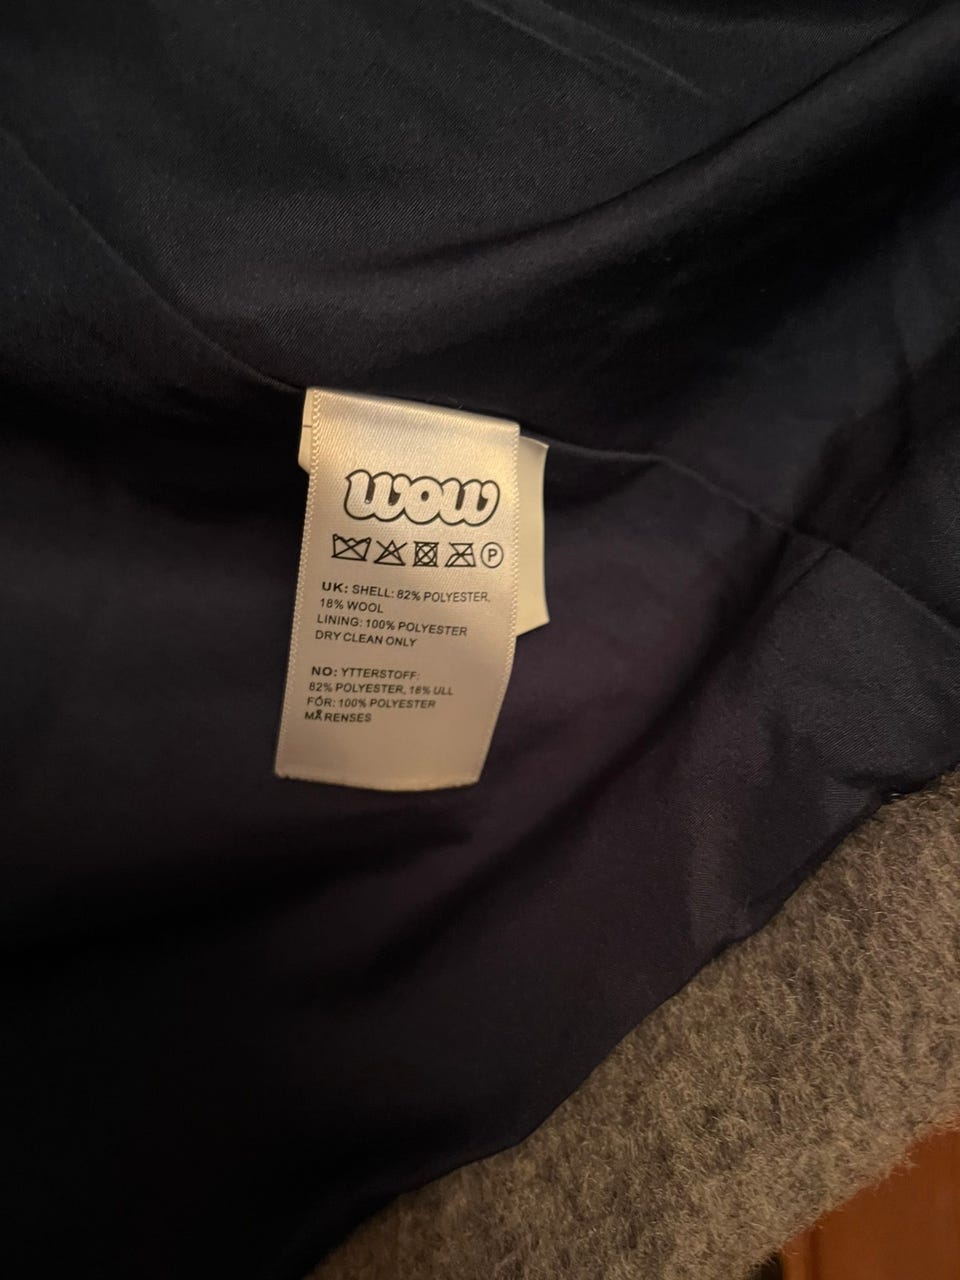 wow
P
UK: SHELL: 82% POLYESTER,
18% WOOL
LINING: 100% POLYESTER
DRY CLEAN ONLY
NO: YTTERSTOFF:
82% POLYESTER, 18% ULL
FÓR: 100% POLYESTER
MÅ RENSES